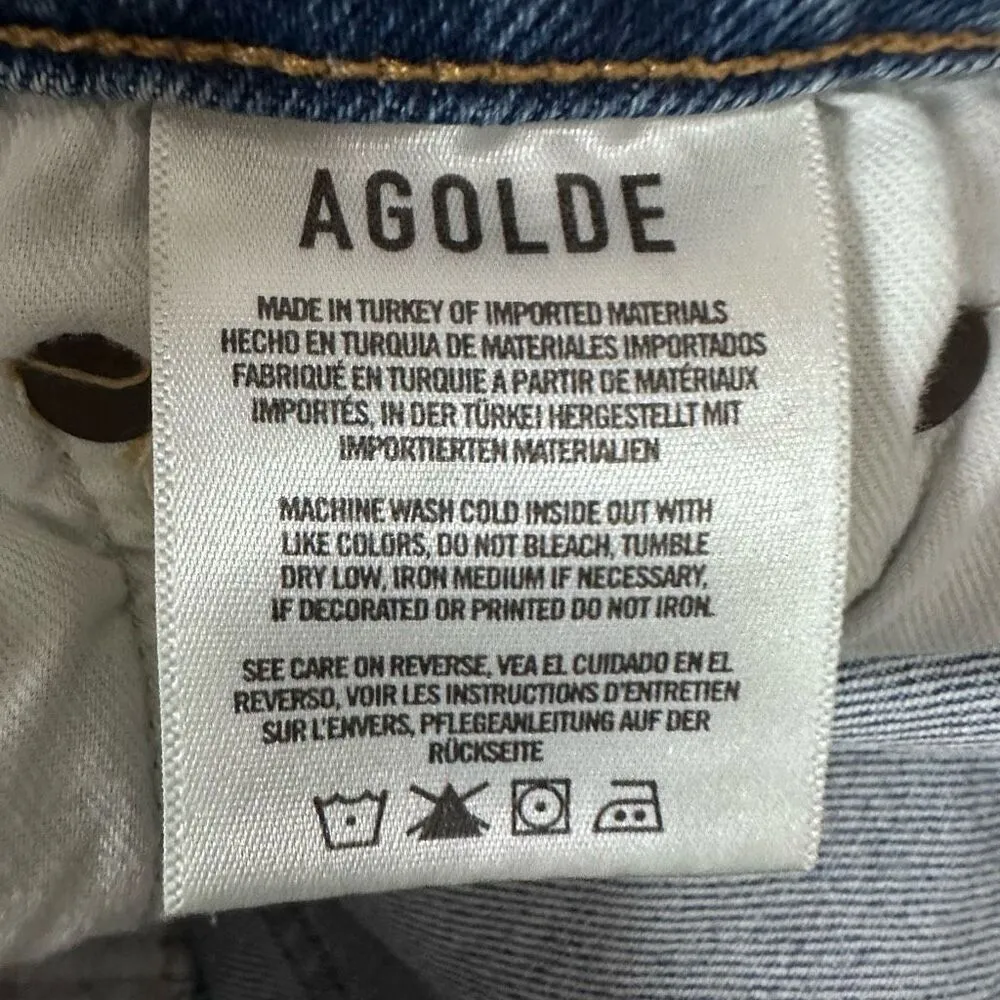 AGOLDE
MADE IN TURKEY OF IMPORTED MATERIALS
HECHO EN TURQUIA DE MATERIALES IMPORTADOS
FABRIQUÉ EN TURQUIE A PARTIR DE MATÉRIAUX
IMPORTÉS, IN DER TÜRKEI HERGESTELLT MIT
IMPORTIERTEN MATERIALIEN
MACHINE WASH COLD INSIDE OUT WITH
LIKE COLORS, DO NOT BLEACH, TUMBLE
DRY LOW, IRON MEDIUM IF NECESSARY.
IF DECORATED OR PRINTED DO NOT IRON.
SEE CARE ON REVERSE, VEA EL CUIDADO EN EL
REVERSO, VOIR LES INSTRUCTIONS D'ENTRETIEN
SUR L'ENVERS, PFLEGEANLEITUNG AUF DER
RÜCKSEITE